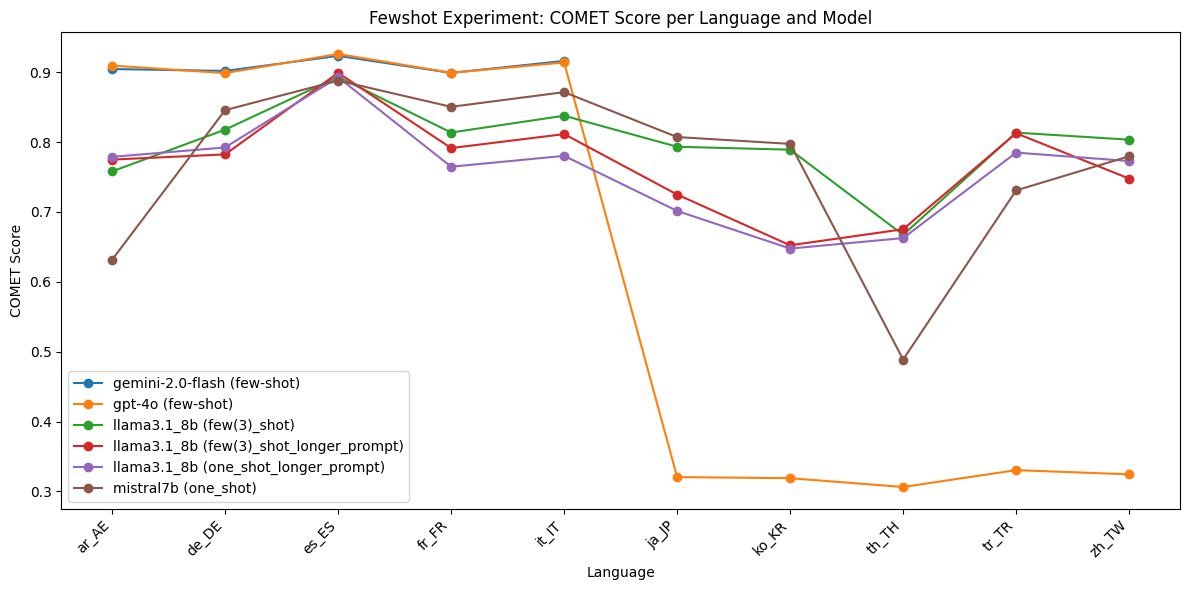 Fewshot Experiment: COMET Score per Language and Model
COMET Score
0.9
0.8
0.7
0.6
0.5
0.4
0.3
gemini-2.0-flash (few-shot)
gpt-4o (few-shot)
llama3.1_8b (few(3)_shot)
llama3.1_8b (few(3)_shot_longer_prompt)
llama3.1_8b (one_shot_longer_prompt)
mistral7b (one_shot)
ar_AE
de_DE
es_ES
fr_FR
it_IT
ja_JP
ko_KR
th_TH
tr_TR
zh_TW
Language